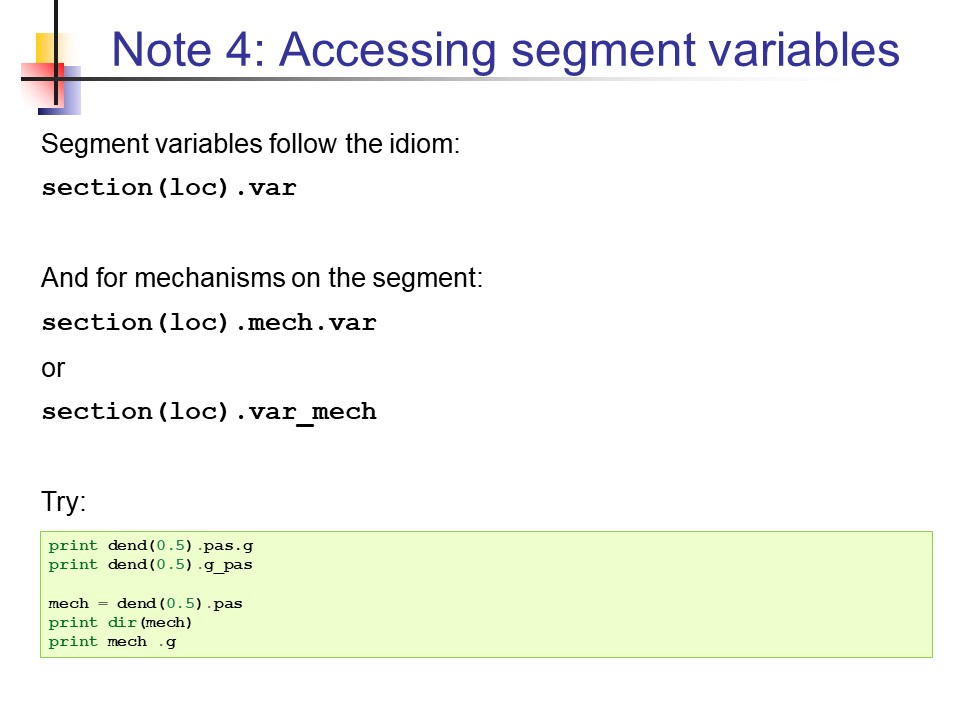 Note 4: Accessing segment variables
Segment variables follow the idiom:
section(loc).var
And for mechanisms on the segment:
section(loc).mech.var
or
section(loc).var_mech
Try:
print dend(0.5).pas.g
print dend(0.5).g_pas
mech = dend(0.5).pas
print dir(mech)
print mech .g